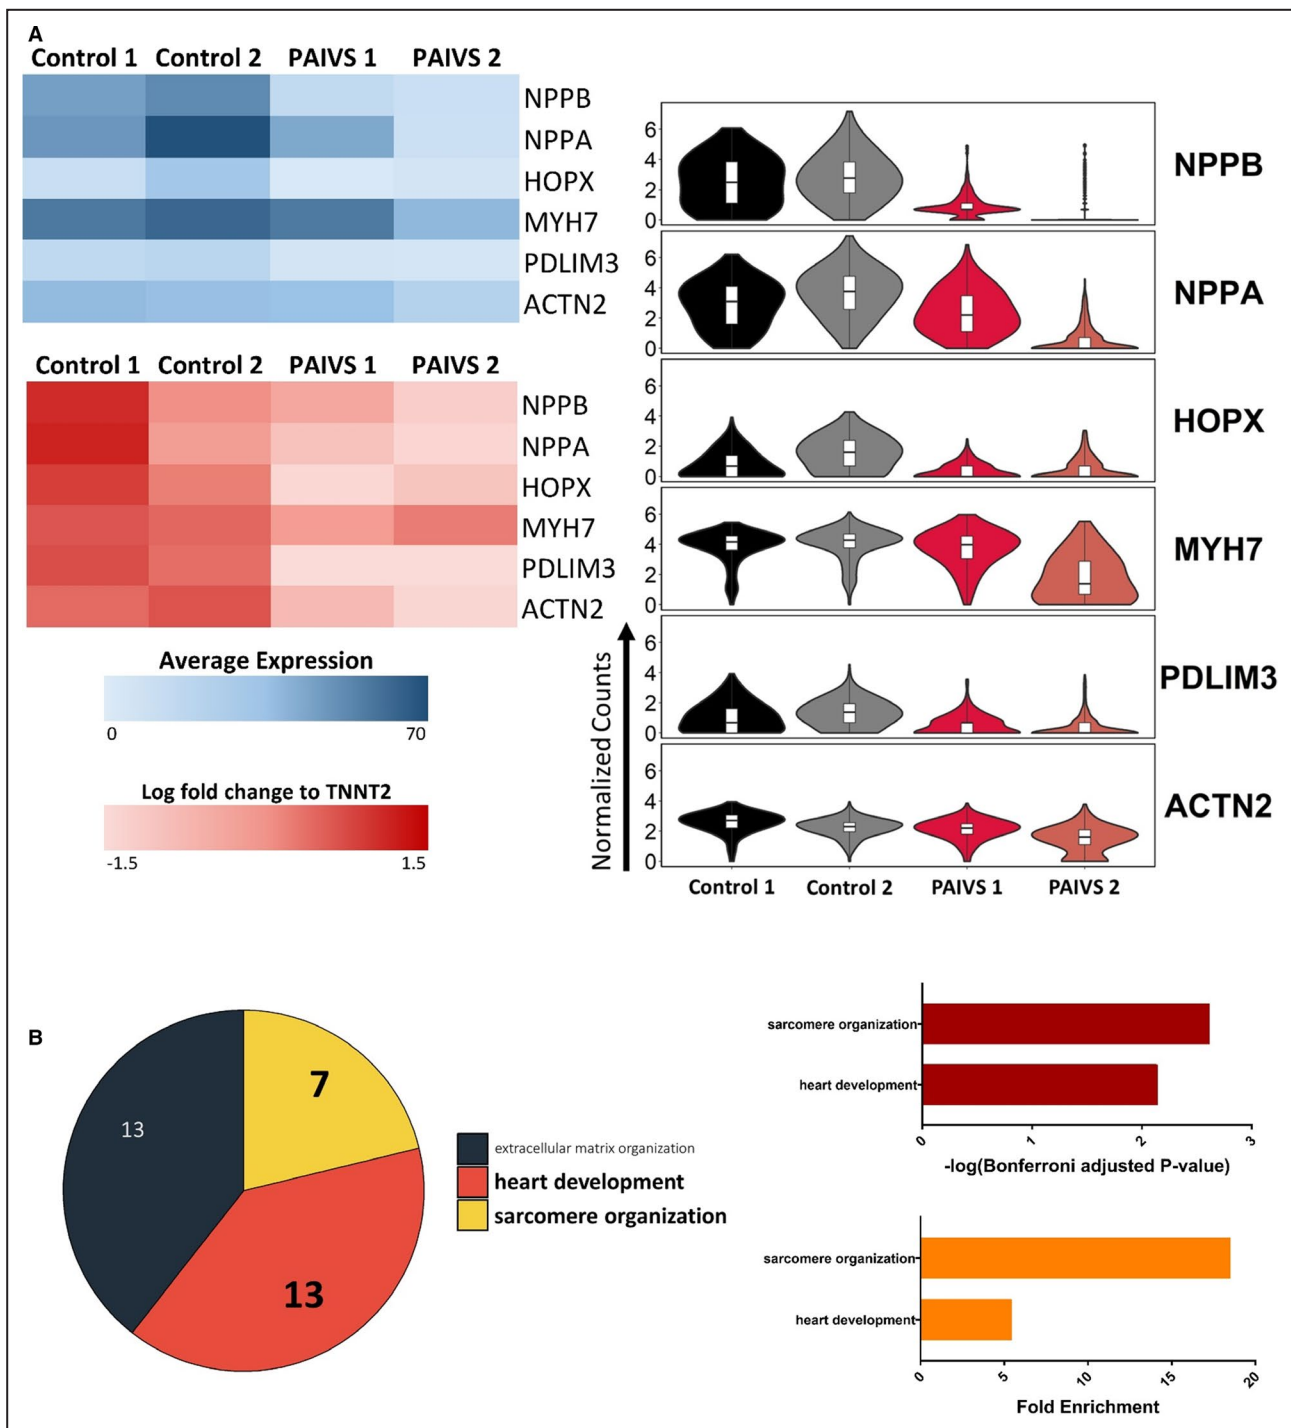 A
Control 1 Control 2 PAIVS 1 PAIVS 2
NPPB
NPPA
HOPX
MYH7
PDLIM3
ACTN2
Control 1 Control 2 PAIVS 1 PAIVS 2
NPPB
NPPA
HOPX
MYH7
PDLIM3
ACTN2
Average Expression
0 70
Log fold change to TNNT2
-1.5 1.5
6
4
2
0
NPPB
6
4
2
0
NPPA
6
4
2
0
HOPX
6
4
2
0
MYH7
6
4
2
0
PDLIM3
6
4
2
0
ACTN2
Normalized Counts
Control 1 Control 2 PAIVS 1 PAIVS 2
B
13
7
13
extracellular matrix organization
heart development
sarcomere organization
sarcomere organization
heart development
0 1 2 3
-log(Bonferroni adjusted P-value)
sarcomere organization
heart development
0 5 10 15 20
Fold Enrichment